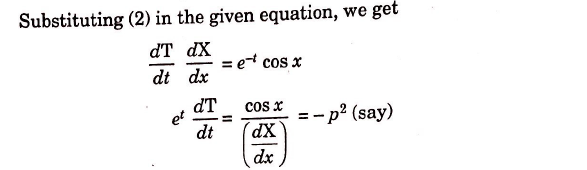 Substituting (2) in the given equation, we get
dT/dt dX/dx = e^-t cos x
e^t dT/dt = cos x/(dX/dx) = – p² (say)